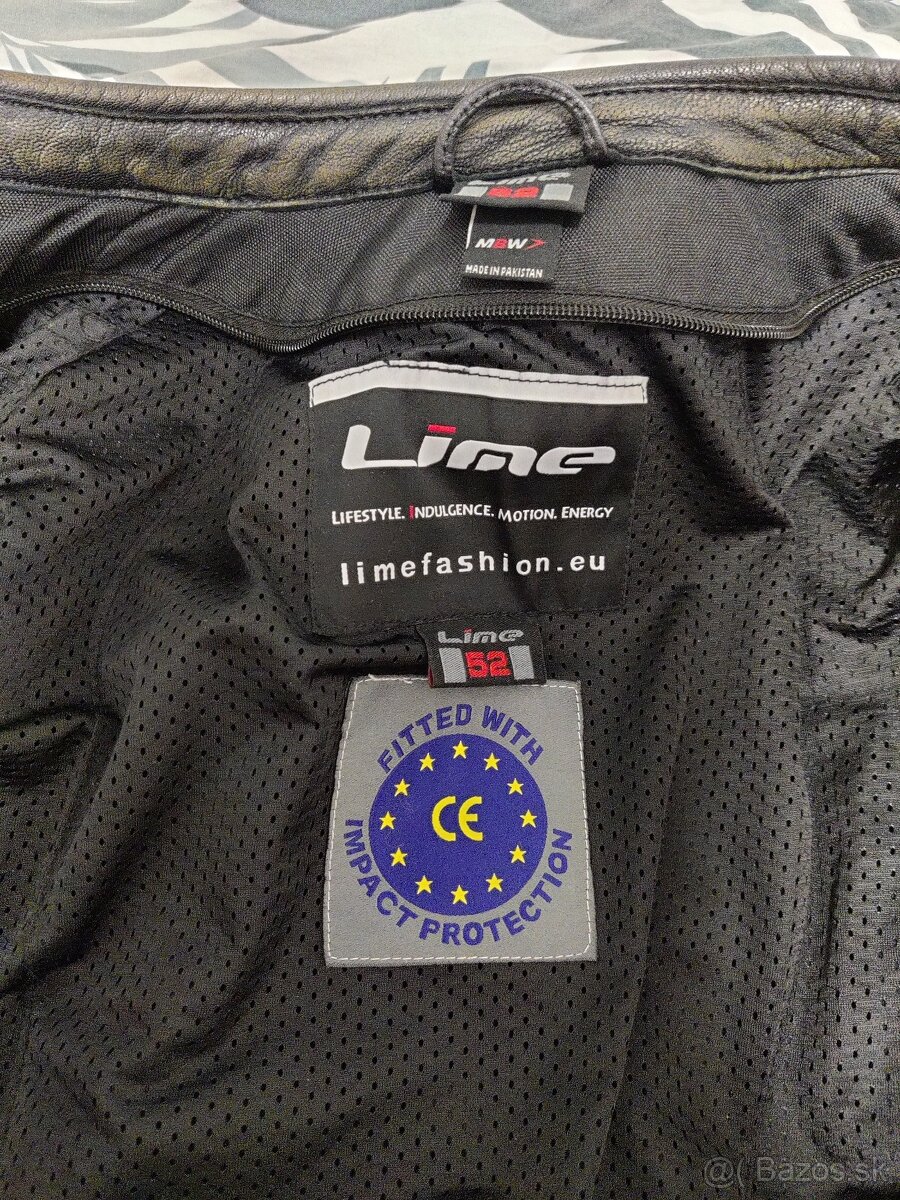 Lime
52
MBW
MADE IN PAKISTAN
Lime
LIFESTYLE. INDULGENCE. MOTION. ENERGY
limefashion.eu
Lime
52
FITTED WITH
CE
IMPACT PROTECTION
@( Bazos.sk